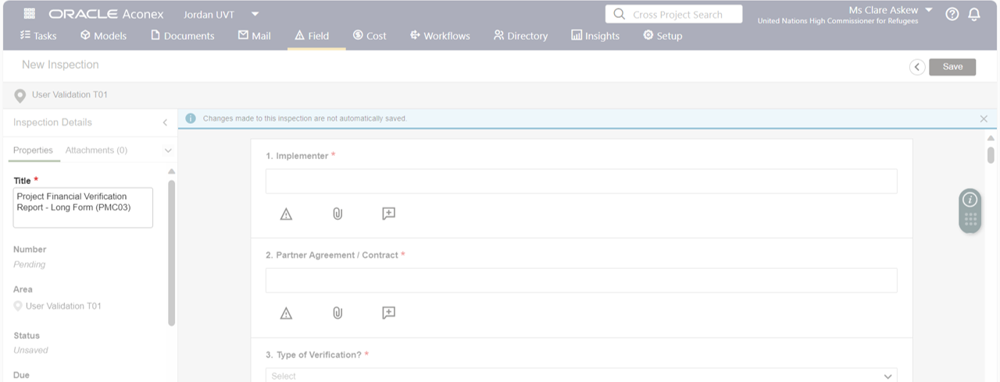 ORACLE Aconex
Jordan UVT
Cross Project Search
Ms Clare Askew
United Nations High Commissioner for Refugees
Tasks
Models
Documents
Mail
Field
Cost
Workflows
Directory
Insights
Setup
New Inspection
Save
User Validation T01
Inspection Details
Changes made to this inspection are not automatically saved.
Properties
Attachments (0)
Title *
Project Financial Verification
Report - Long Form (PMC03)
Number
Pending
Area
User Validation T01
Status
Unsaved
Due
1. Implementer *
2. Partner Agreement / Contract *
3. Type of Verification? *
Select